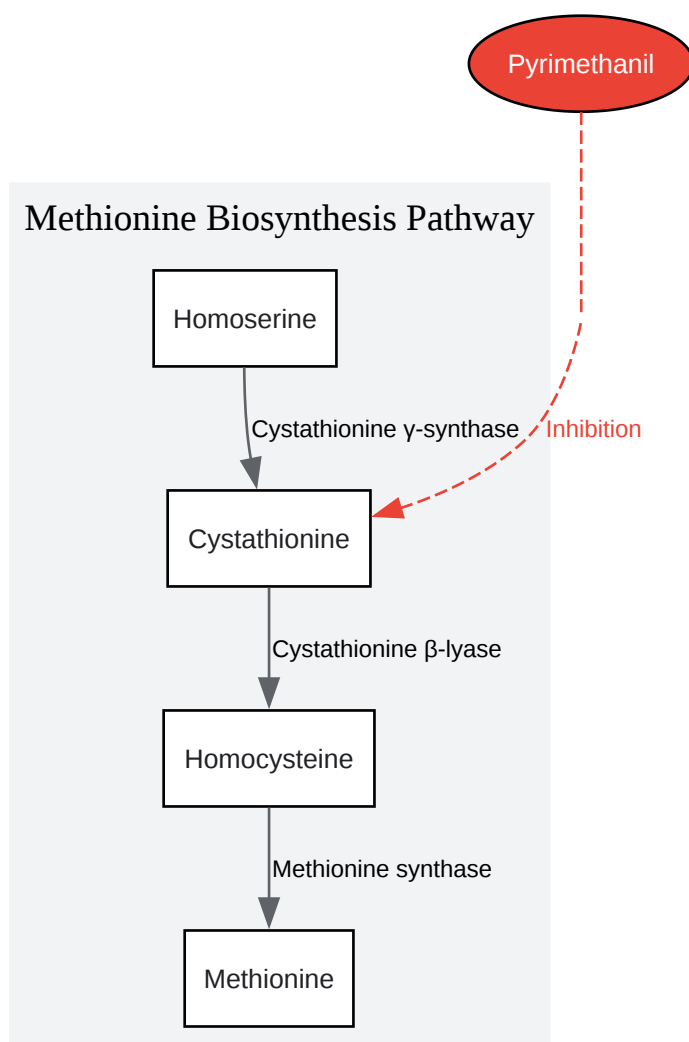 Pyrimethanil
Methionine Biosynthesis Pathway
Homoserine
Cystathionine γ-synthase
Inhibition
Cystathionine
Cystathionine β-lyase
Homocysteine
Methionine synthase
Methionine